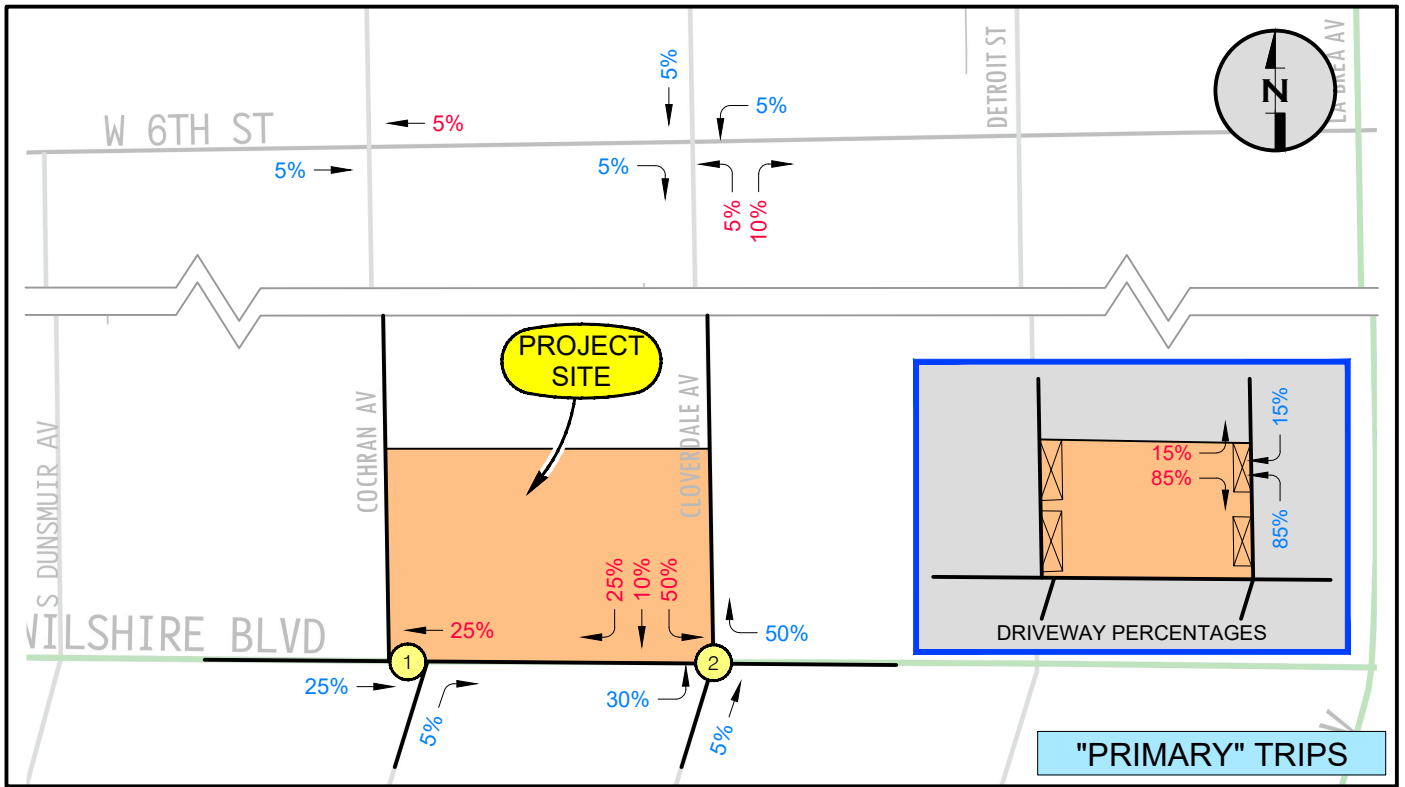 W 6TH ST
5%
5%
5%
5%
5%
5%
10%
DETROIT ST
LA BREA AV
N
PROJECT
SITE
S DUNSMUIR AV
COCHRAN AV
CLOVERDALE AV
25%
10%
50%
WILSHIRE BLVD
25%
50%
1
2
25%
5%
30%
5%
15%
15%
85%
85%
DRIVEWAY PERCENTAGES
"PRIMARY" TRIPS